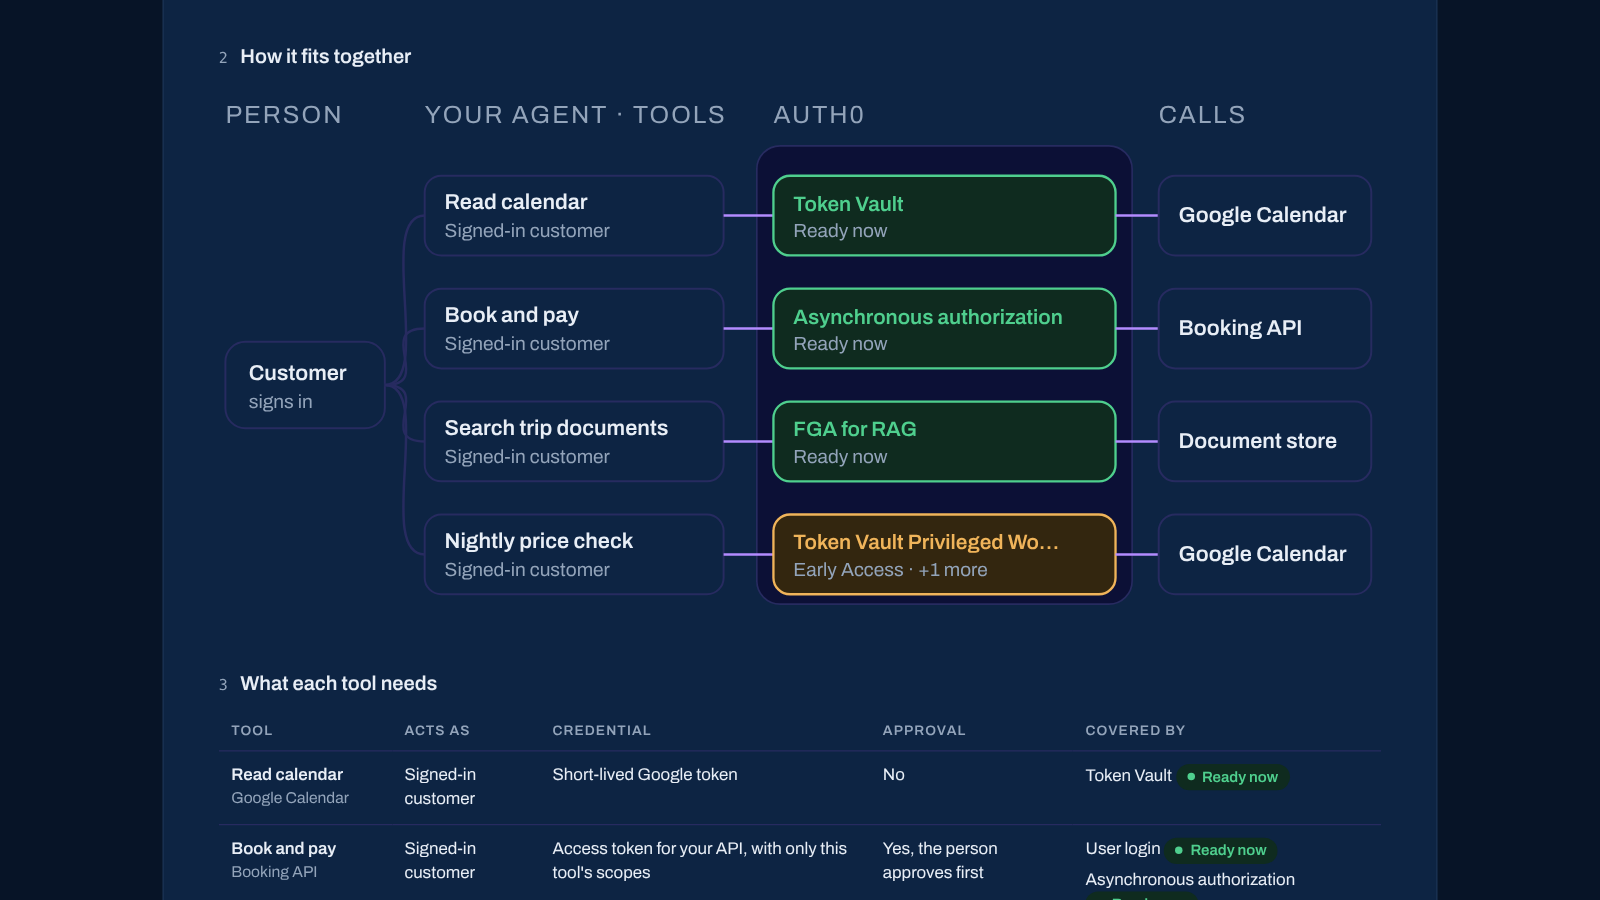 2 How it fits together
PERSON
YOUR AGENT · TOOLS
AUTH0
CALLS
Read calendar
Signed-in customer
Token Vault
Ready now
Google Calendar
Book and pay
Signed-in customer
Asynchronous authorization
Ready now
Booking API
Customer
signs in
Search trip documents
Signed-in customer
FGA for RAG
Ready now
Document store
Nightly price check
Signed-in customer
Token Vault Privileged Wo…
Early Access · +1 more
Google Calendar
3 What each tool needs
TOOL
ACTS AS
CREDENTIAL
APPROVAL
COVERED BY
Read calendar
Google Calendar
Signed-in
customer
Short-lived Google token
No
Token Vault Ready now
Book and pay
Booking API
Signed-in
customer
Access token for your API, with only this
tool's scopes
Yes, the person
approves first
User login Ready now
Asynchronous authorization